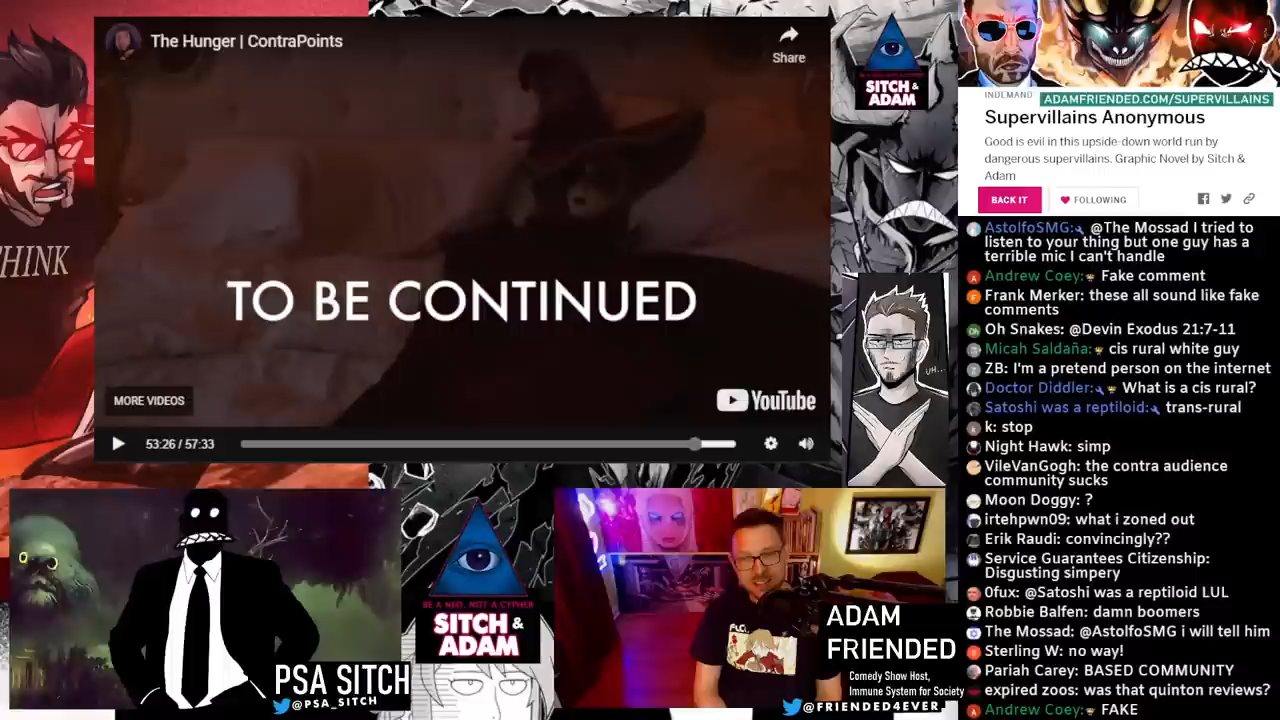 The Hunger | ContraPoints
Share
TO BE CONTINUED
MORE VIDEOS
YouTube
53:26 / 57:33
THINK
SITCH &
ADAM
UH...
INDEMAND
ADAMFRIENDED.COM/SUPERVILLAINS
Supervillains Anonymous
Good is evil in this upside-down world run by
dangerous supervillains. Graphic Novel by Sitch &
Adam
BACK IT
FOLLOWING
AstolfoSMG: @The Mossad I tried to
listen to your thing but one guy has a
terrible mic I can't handle
Andrew Coey: Fake comment
Frank Merker: these all sound like fake
comments
Oh Snakes: @Devin Exodus 21:7-11
Micah Saldaña: cis rural white guy
ZB: I'm a pretend person on the internet
Doctor Diddler: What is a cis rural?
Satoshi was a reptiloid: trans-rural
k: stop
Night Hawk: simp
VileVanGogh: the contra audience
community sucks
Moon Doggy: ?
irtehpwn09: what i zoned out
Erik Raudi: convincingly??
Service Guarantees Citizenship:
Disgusting simpery
0fux: @Satoshi was a reptiloid LUL
Robbie Balfen: damn boomers
The Mossad: @AstolfoSMG i will tell him
Sterling W: no way!
Pariah Carey: BASED COMMUNITY
expired zoos: was that quinton reviews?
Andrew Coey: FAKE
PSA SITCH
@PSA_SITCH
BE A NEO, NOT A CYPHER
SITCH &
ADAM
ADAM
FRIENDED
Comedy Show Host,
Immune System for Society
@FRIENDED4EVER